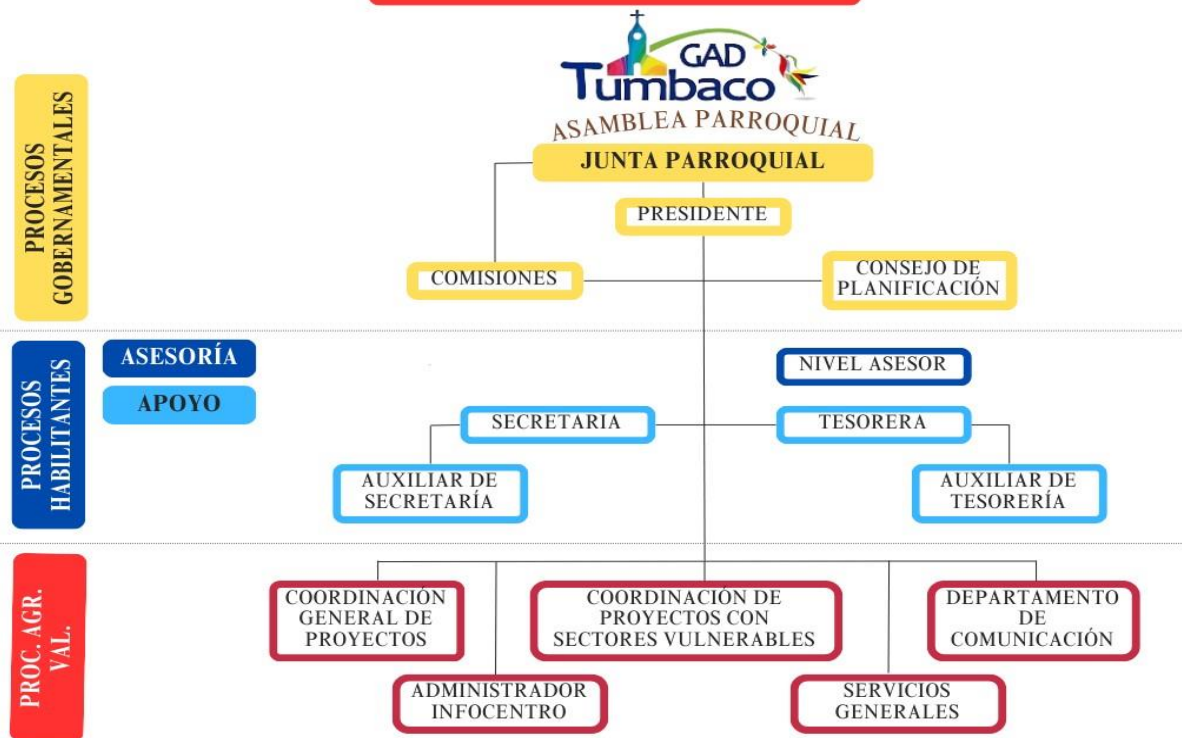 GAD
Tumbaco
ASAMBLEA PARROQUIAL
PROCESOS
GOBERNAMENTALES
JUNTA PARROQUIAL
PRESIDENTE
COMISIONES
CONSEJO DE
PLANIFICACIÓN
PROCESOS
HABILITANTES
ASESORÍA
APOYO
NIVEL ASESOR
SECRETARIA
TESORERA
AUXILIAR DE
SECRETARÍA
AUXILIAR DE
TESORERÍA
PROC. AGR.
VAL.
COORDINACIÓN
GENERAL DE
PROYECTOS
COORDINACIÓN DE
PROYECTOS CON
SECTORES VULNERABLES
DEPARTAMENTO
DE
COMUNICACIÓN
ADMINISTRADOR
INFOCENTRO
SERVICIOS
GENERALES